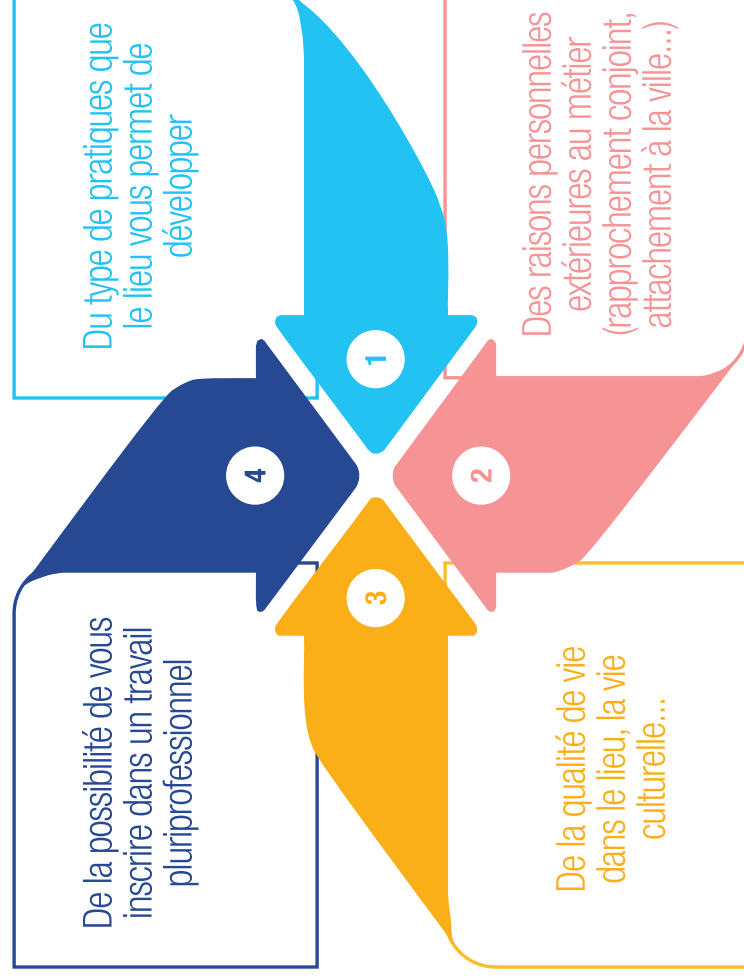 Du type de pratiques que
le lieu vous permet de
développer
1
Des raisons personnelles
extérieures au métier
(rapprochement conjoint,
attachement à la ville...)
2
De la qualité de vie
dans le lieu, la vie
culturelle...
3
De la possibilité de vous
inscrire dans un travail
pluriprofessionnel
4